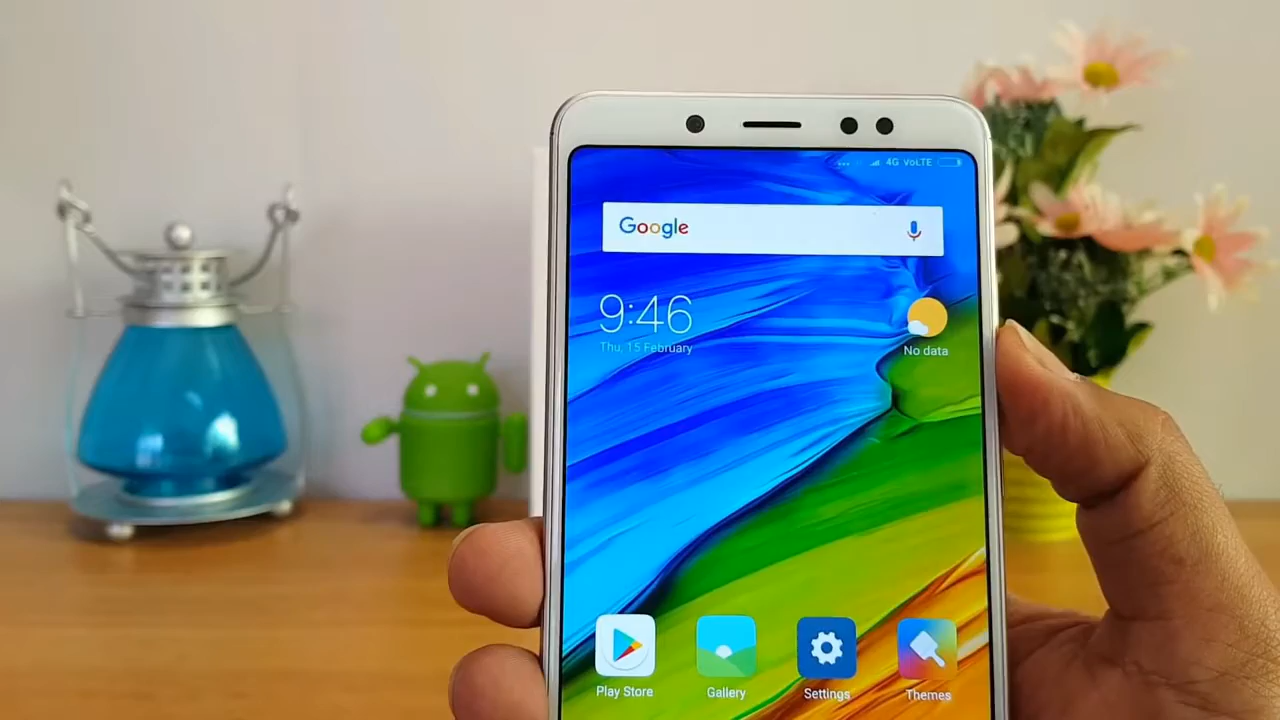 4G VoLTE
Google
9:46
Thu, 15 February
No data
Play Store
Gallery
Settings
Themes